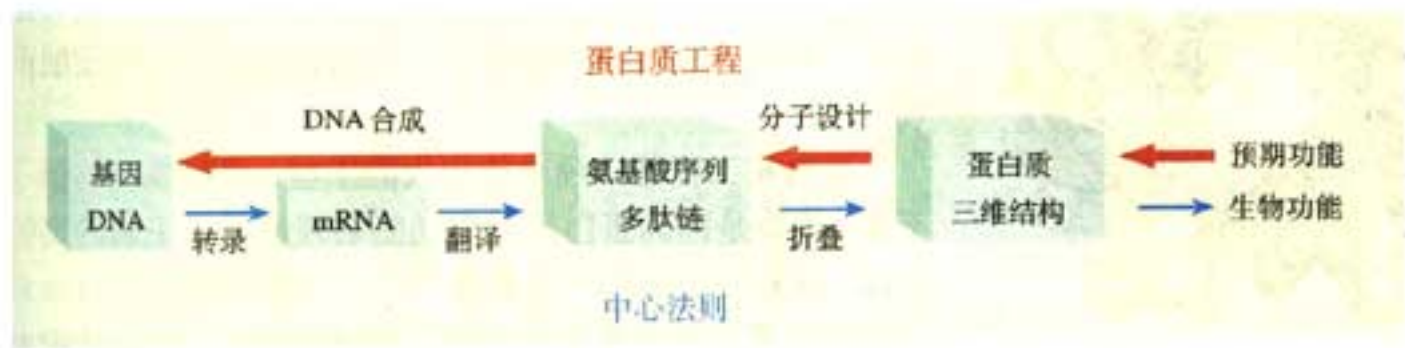 蛋白质工程
DNA 合成
分子设计
基因
DNA
转录
mRNA
翻译
氨基酸序列
多肽链
折叠
蛋白质
三维结构
预期功能
生物功能
中心法则